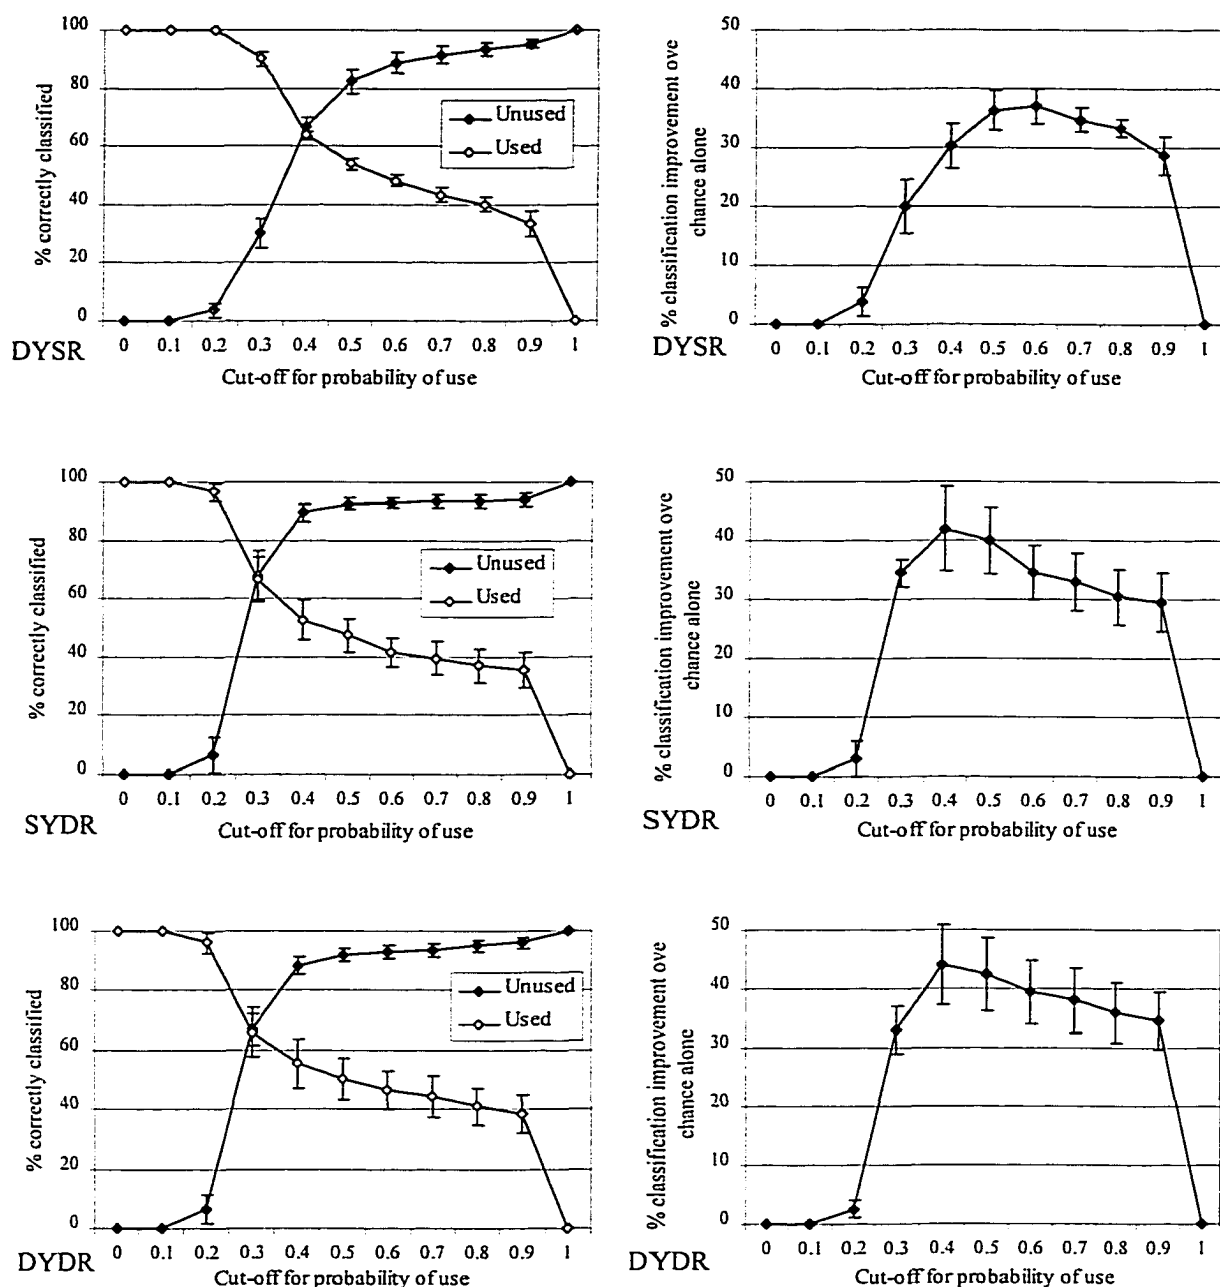 100
80
60
40
20
0
% correctly classified
Unused
Used
0 0.1 0.2 0.3 0.4 0.5 0.6 0.7 0.8 0.9 1
DYSR
Cut-off for probability of use
50
40
30
20
10
0
% classification improvement ove
chance alone
0 0.1 0.2 0.3 0.4 0.5 0.6 0.7 0.8 0.9 1
DYSR
Cut-off for probability of use
100
80
60
40
20
0
% correctly classified
Unused
Used
0 0.1 0.2 0.3 0.4 0.5 0.6 0.7 0.8 0.9 1
SYDR
Cut-off for probability of use
50
40
30
20
10
0
% classification improvement ove
chance alone
0 0.1 0.2 0.3 0.4 0.5 0.6 0.7 0.8 0.9 1
SYDR
Cut-off for probability of use
100
80
60
40
20
0
% correctly classified
Unused
Used
0 0.1 0.2 0.3 0.4 0.5 0.6 0.7 0.8 0.9 1
DYDR
Cut-off for probability of use
50
40
30
20
10
0
% classification improvement ove
chance alone
0 0.1 0.2 0.3 0.4 0.5 0.6 0.7 0.8 0.9 1
DYDR
Cut-off for probability of use